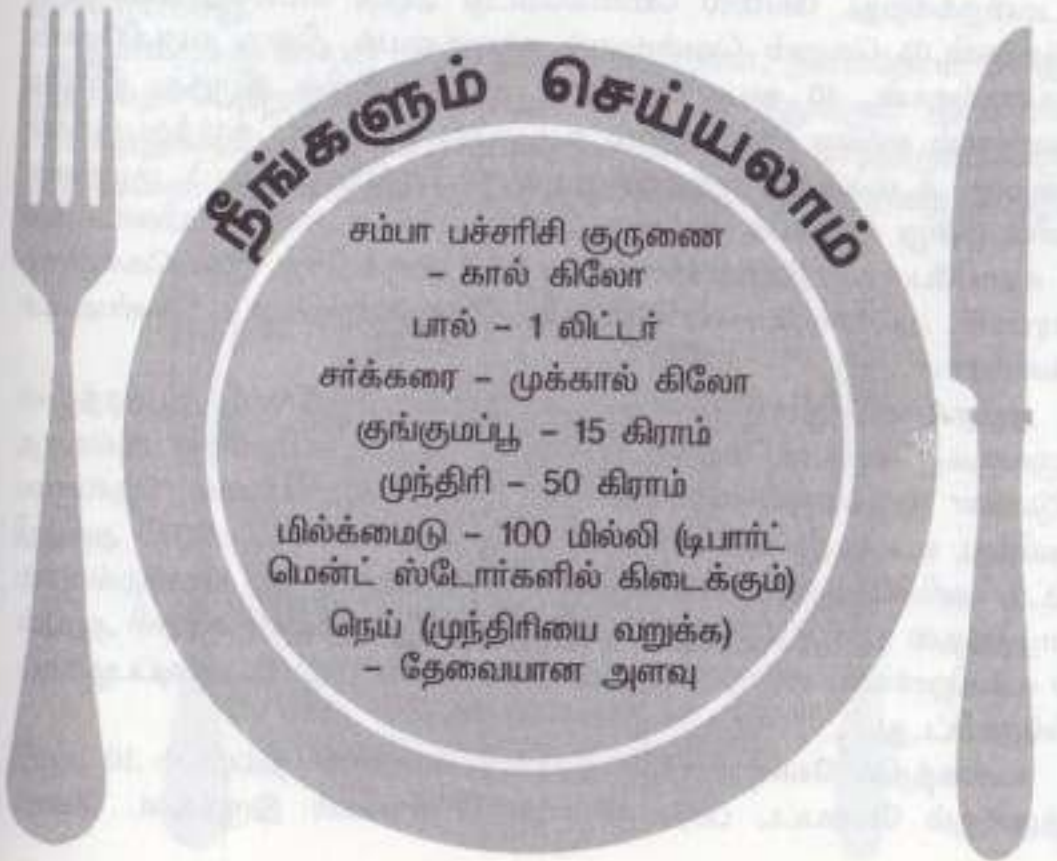 நீங்களும் செய்யலாம்
சம்பா பச்சரிசி குருணை
– கால் கிலோ
பால் – 1 லிட்டர்
சர்க்கரை – முக்கால் கிலோ
குங்குமப்பூ – 15 கிராம்
முந்திரி – 50 கிராம்
மில்க்மைடு – 100 மில்லி (டிபார்ட்
மென்ட் ஸ்டோர்களில் கிடைக்கும்)
நெய் (முந்திரியை வறுக்க)
– தேவையான அளவு